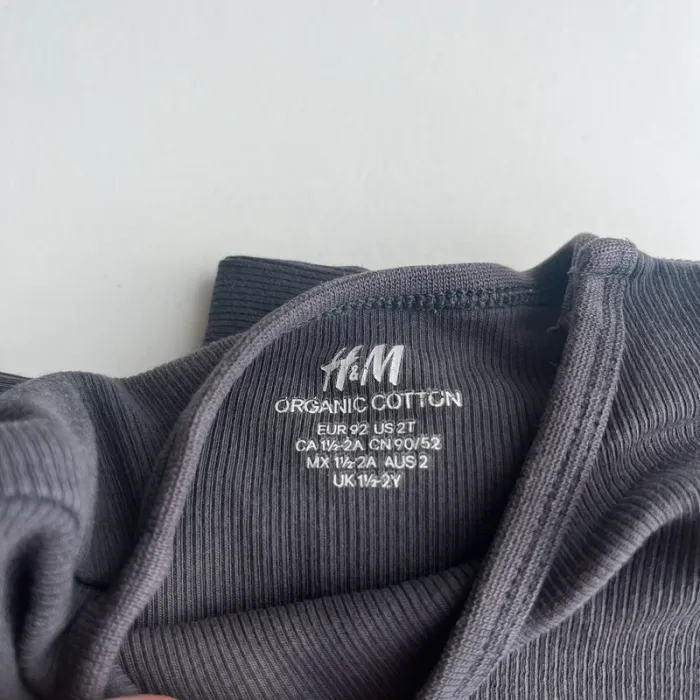 H&M
ORGANIC COTTON
EUR 92 US 2T
CA 1½-2A CN 90/52
MX 1½-2A AUS 2
UK 1½-2Y